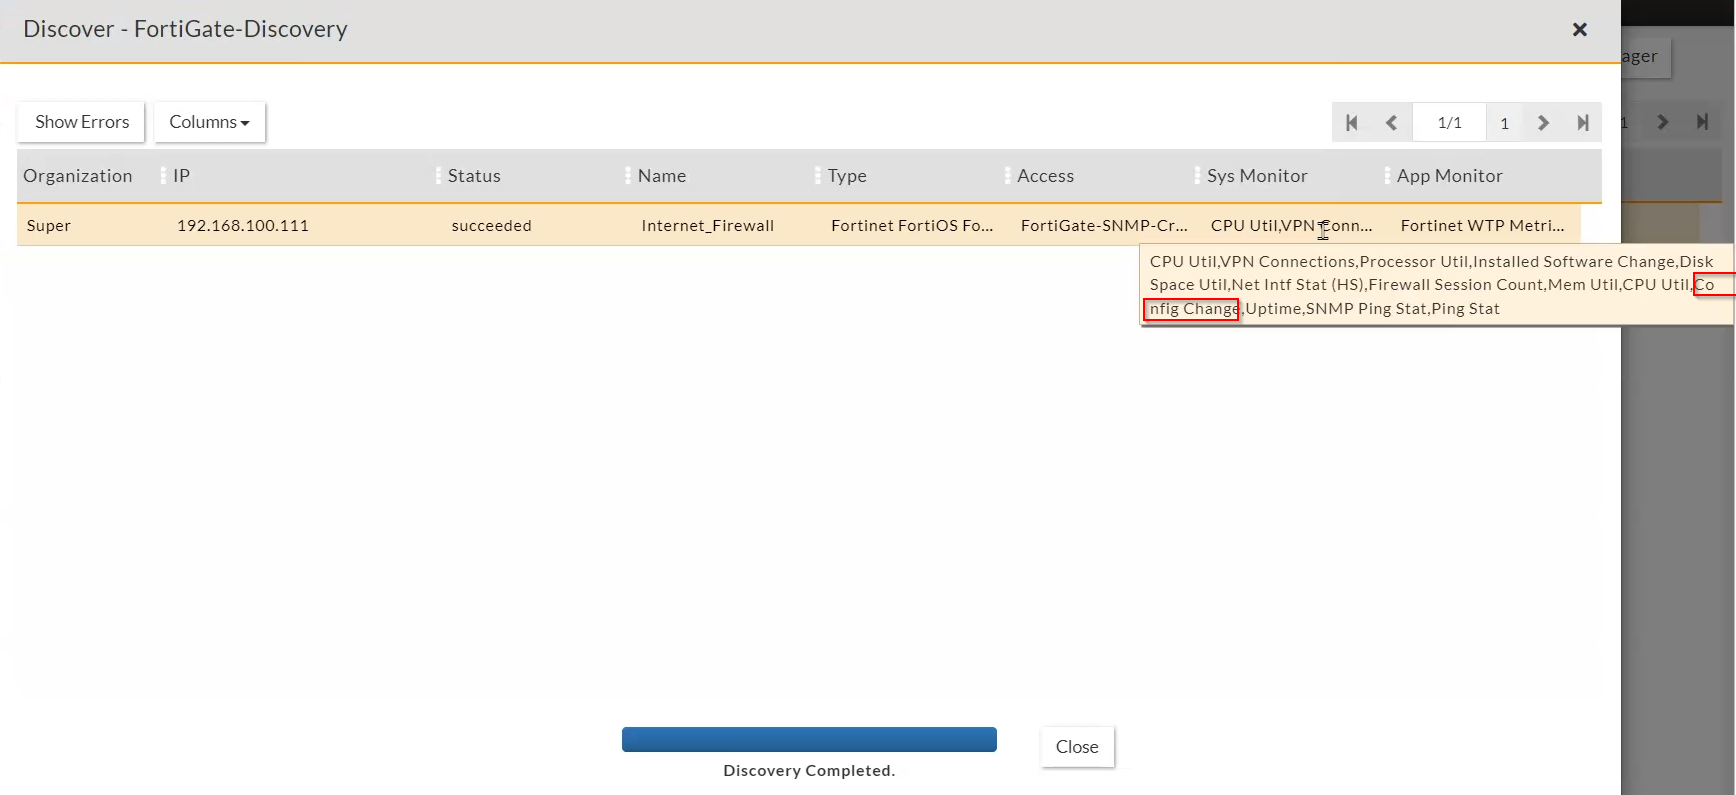 Discover - FortiGate-Discovery
ager
Show Errors
Columns
1/1
1
1
Organization IP Status Name Type Access Sys Monitor App Monitor
Super 192.168.100.111 succeeded Internet_Firewall Fortinet FortiOS Fo... FortiGate-SNMP-Cr... CPU Util,VPN Conn... Fortinet WTP Metri...
CPU Util,VPN Connections,Processor Util,Installed Software Change,Disk
Space Util,Net Intf Stat (HS),Firewall Session Count,Mem Util,CPU Util,Co
nfig Change,Uptime,SNMP Ping Stat,Ping Stat
Close
Discovery Completed.